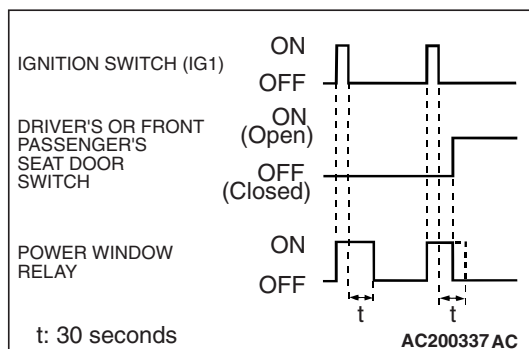 IGNITION SWITCH (IG1)
ON
OFF
DRIVER'S OR FRONT
PASSENGER'S
SEAT DOOR
SWITCH
ON
(Open)
OFF
(Closed)
POWER WINDOW
RELAY
ON
OFF
t
t
t: 30 seconds
AC200337 AC